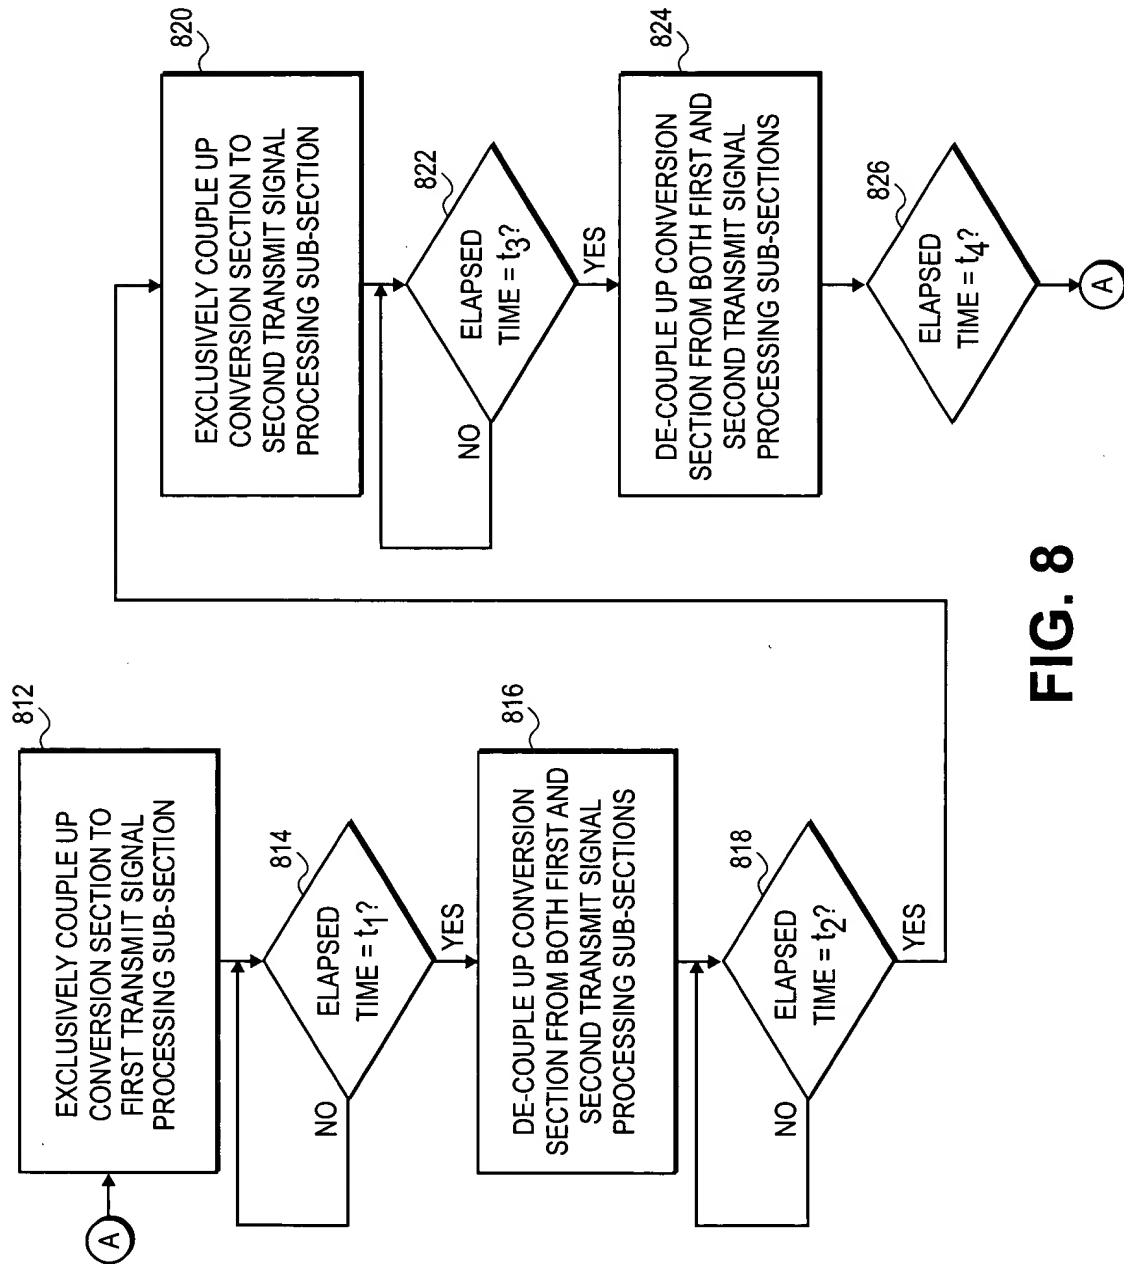 A
812
EXCLUSIVELY COUPLE UP
CONVERSION SECTION TO
FIRST TRANSMIT SIGNAL
PROCESSING SUB-SECTION
814
ELAPSED
TIME = t1?
NO
YES
816
DE-COUPLE UP CONVERSION
SECTION FROM BOTH FIRST AND
SECOND TRANSMIT SIGNAL
PROCESSING SUB-SECTIONS
818
ELAPSED
TIME = t2?
NO
YES
820
EXCLUSIVELY COUPLE UP
CONVERSION SECTION TO
SECOND TRANSMIT SIGNAL
PROCESSING SUB-SECTION
822
ELAPSED
TIME = t3?
NO
YES
824
DE-COUPLE UP CONVERSION
SECTION FROM BOTH FIRST AND
SECOND TRANSMIT SIGNAL
PROCESSING SUB-SECTIONS
826
ELAPSED
TIME = t4?
A
FIG. 8